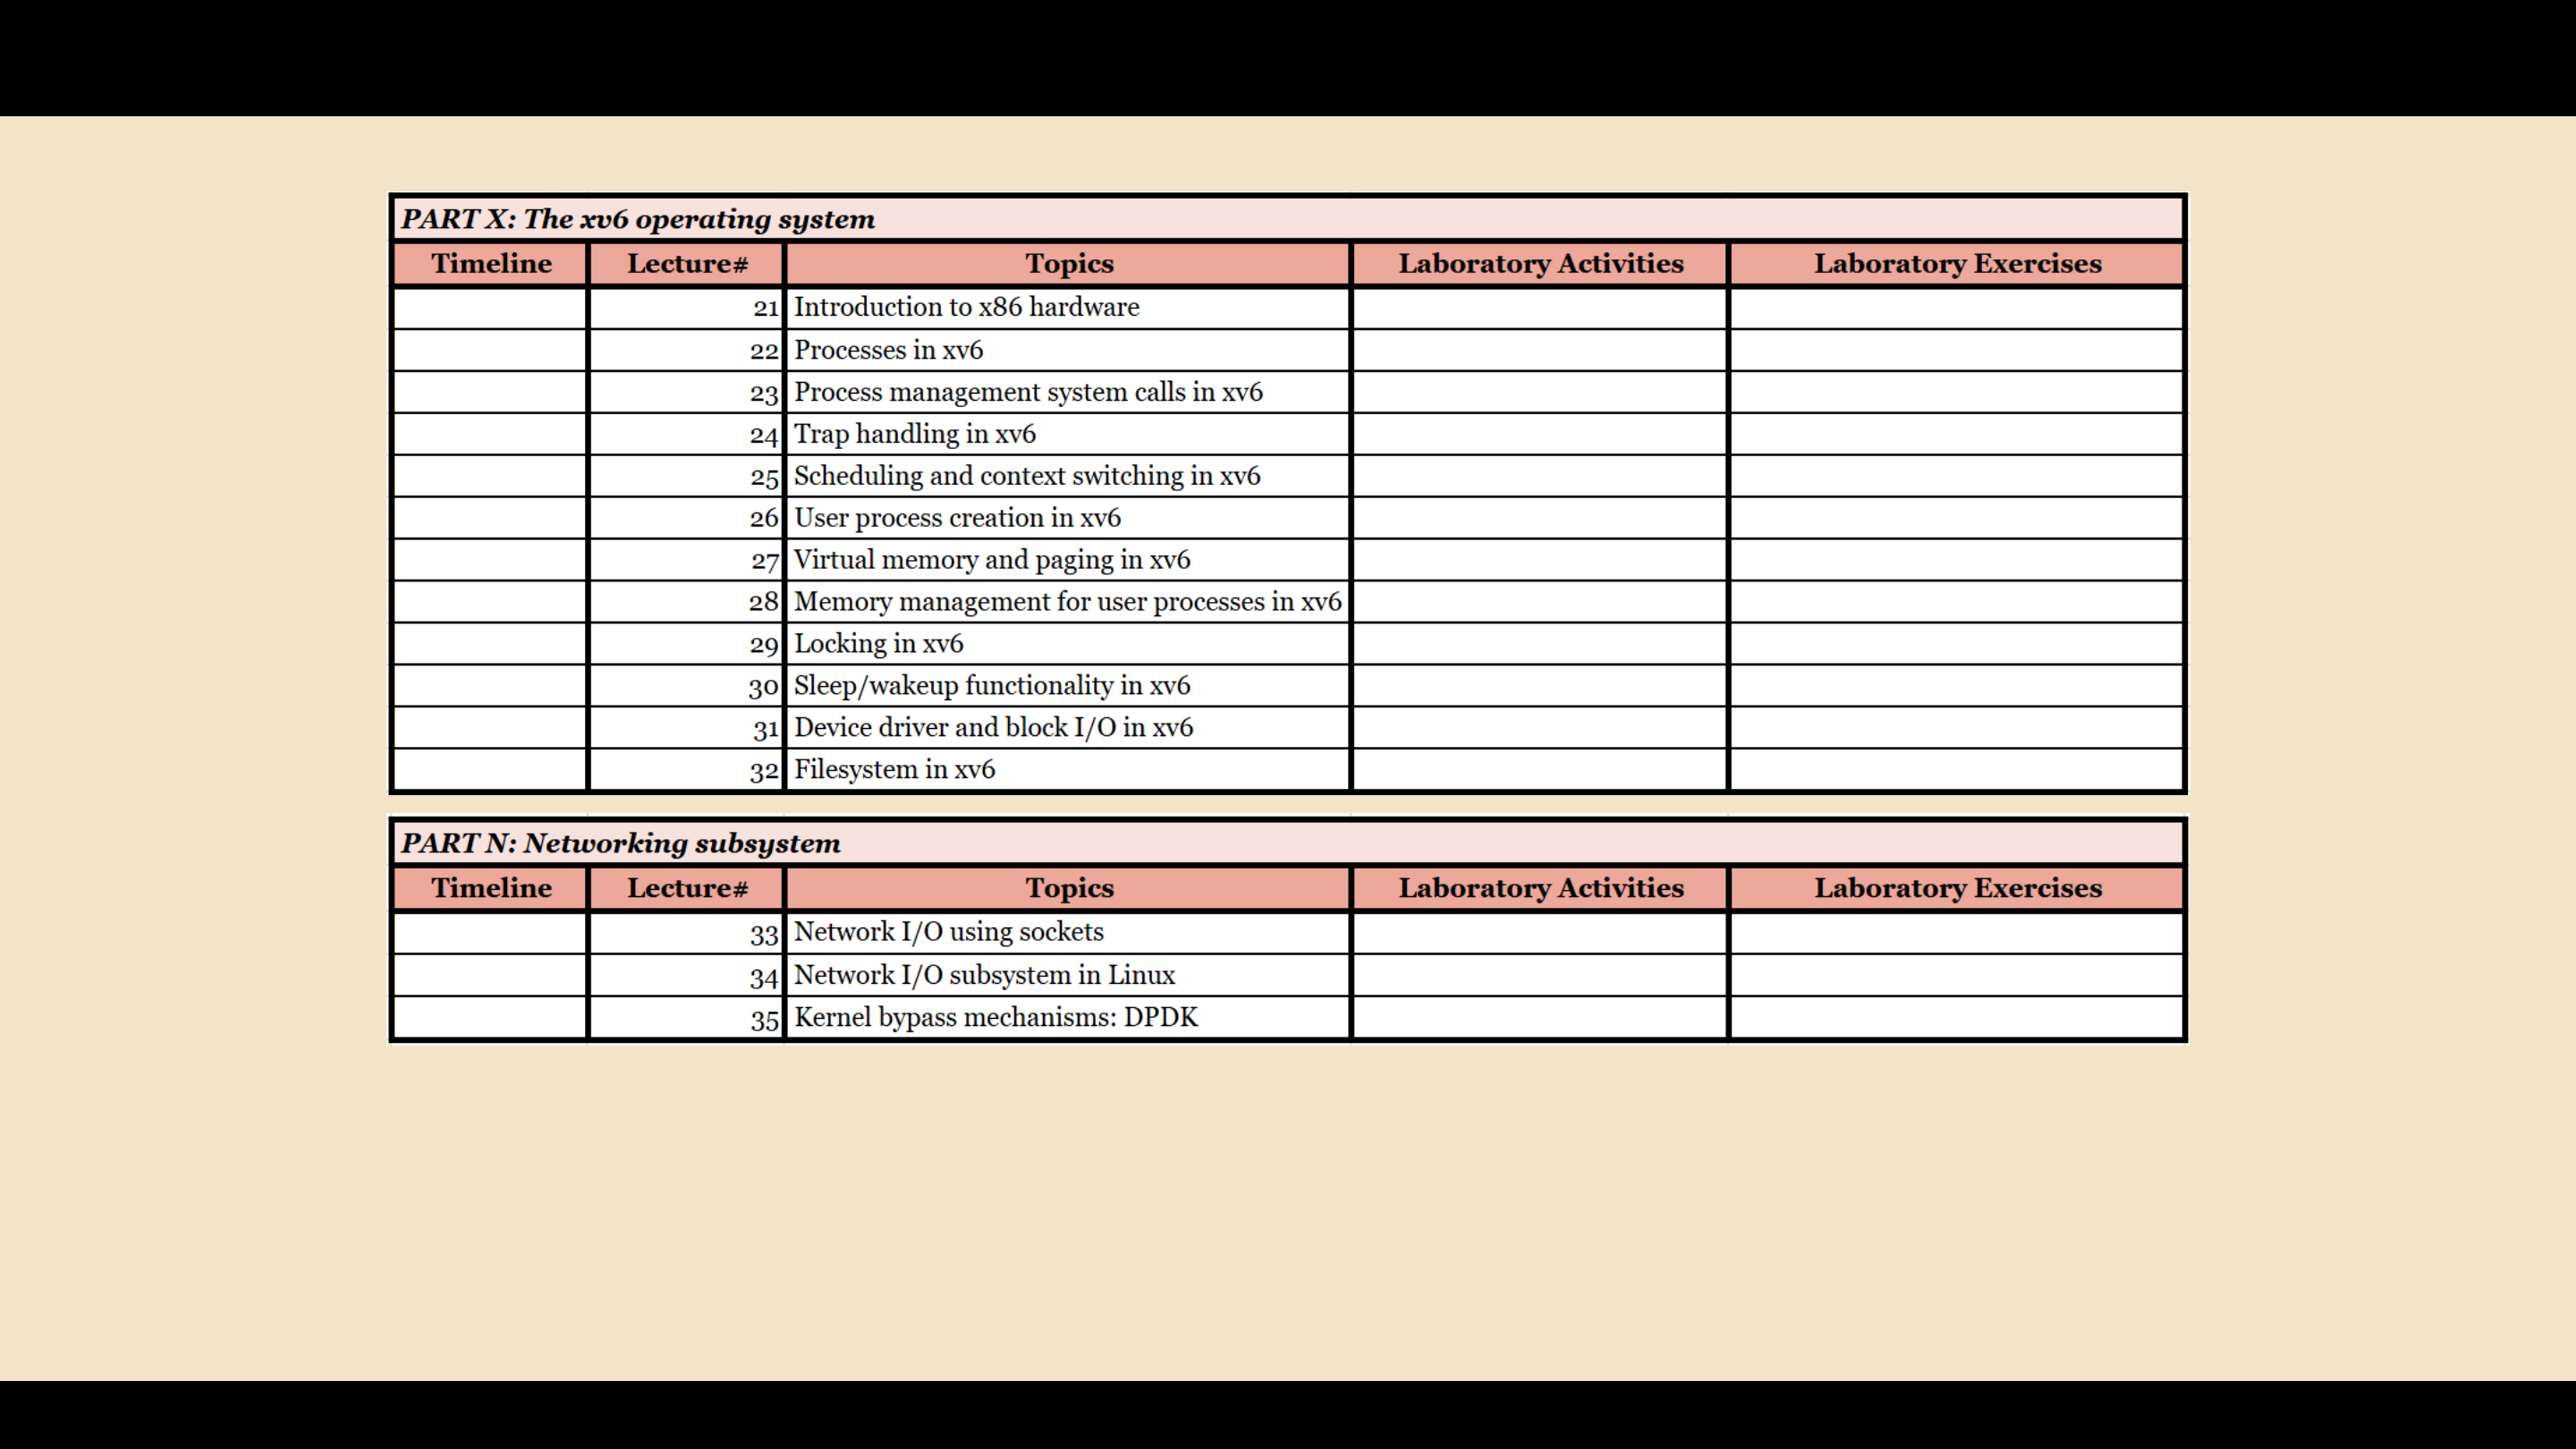 PART X: The xv6 operating system
Timeline Lecture# Topics Laboratory Activities Laboratory Exercises
21 Introduction to x86 hardware
22 Processes in xv6
23 Process management system calls in xv6
24 Trap handling in xv6
25 Scheduling and context switching in xv6
26 User process creation in xv6
27 Virtual memory and paging in xv6
28 Memory management for user processes in xv6
29 Locking in xv6
30 Sleep/wakeup functionality in xv6
31 Device driver and block I/O in xv6
32 Filesystem in xv6
PART N: Networking subsystem
Timeline Lecture# Topics Laboratory Activities Laboratory Exercises
33 Network I/O using sockets
34 Network I/O subsystem in Linux
35 Kernel bypass mechanisms: DPDK